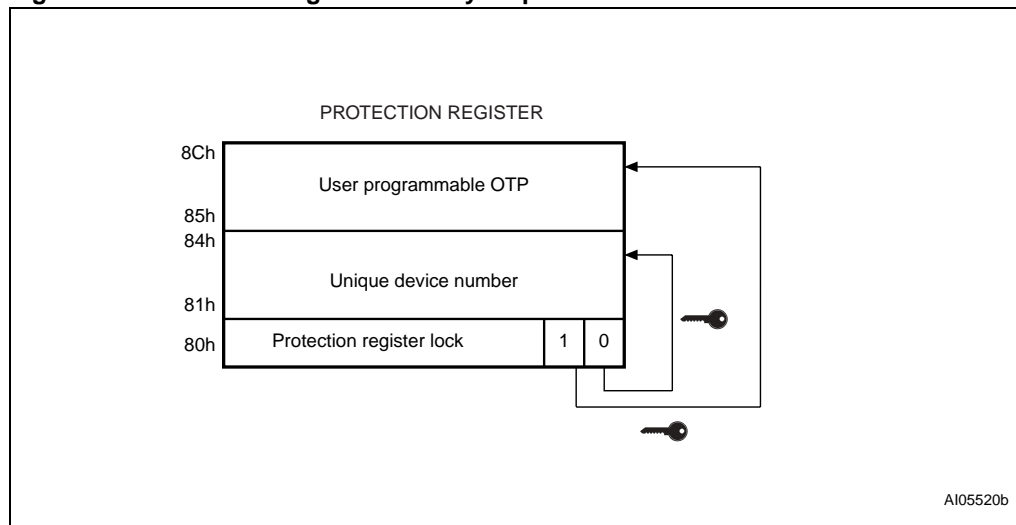 PROTECTION REGISTER
8Ch
User programmable OTP
85h
84h
Unique device number
81h
80h
Protection register lock
1
0
AI05520b